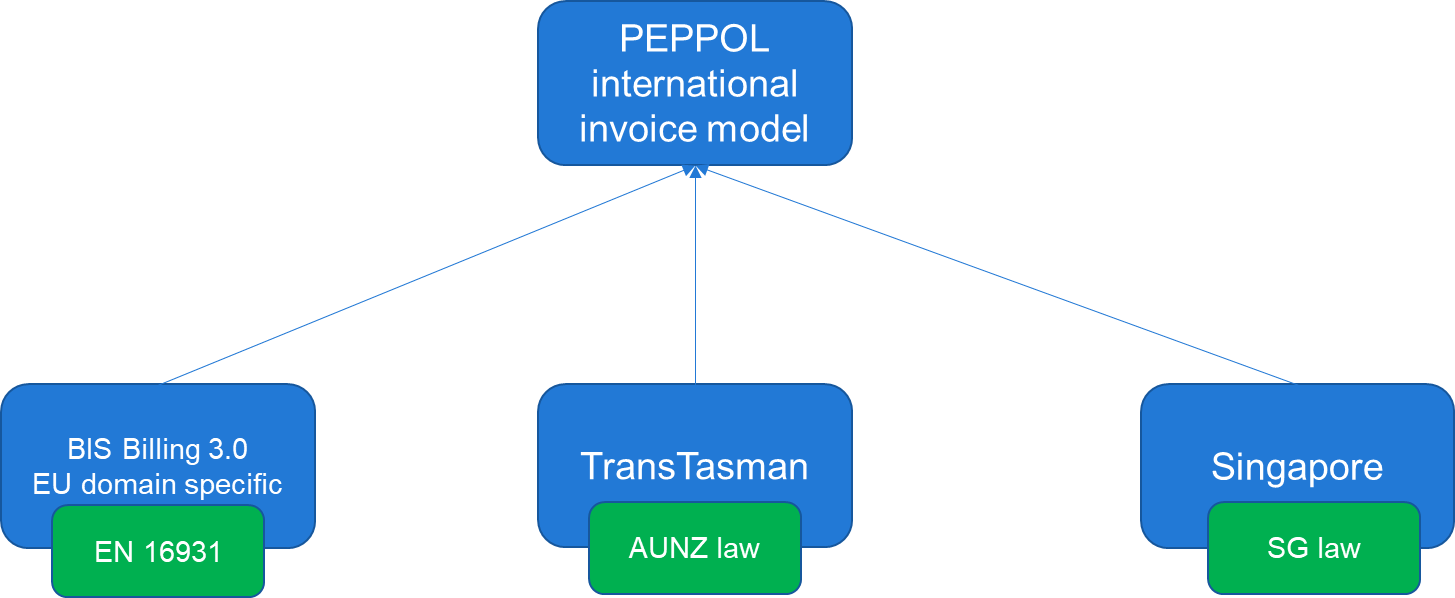 PEPPOL
international
invoice model
BIS Billing 3.0
EU domain specific
EN 16931
TransTasman
AUNZ law
Singapore
SG law